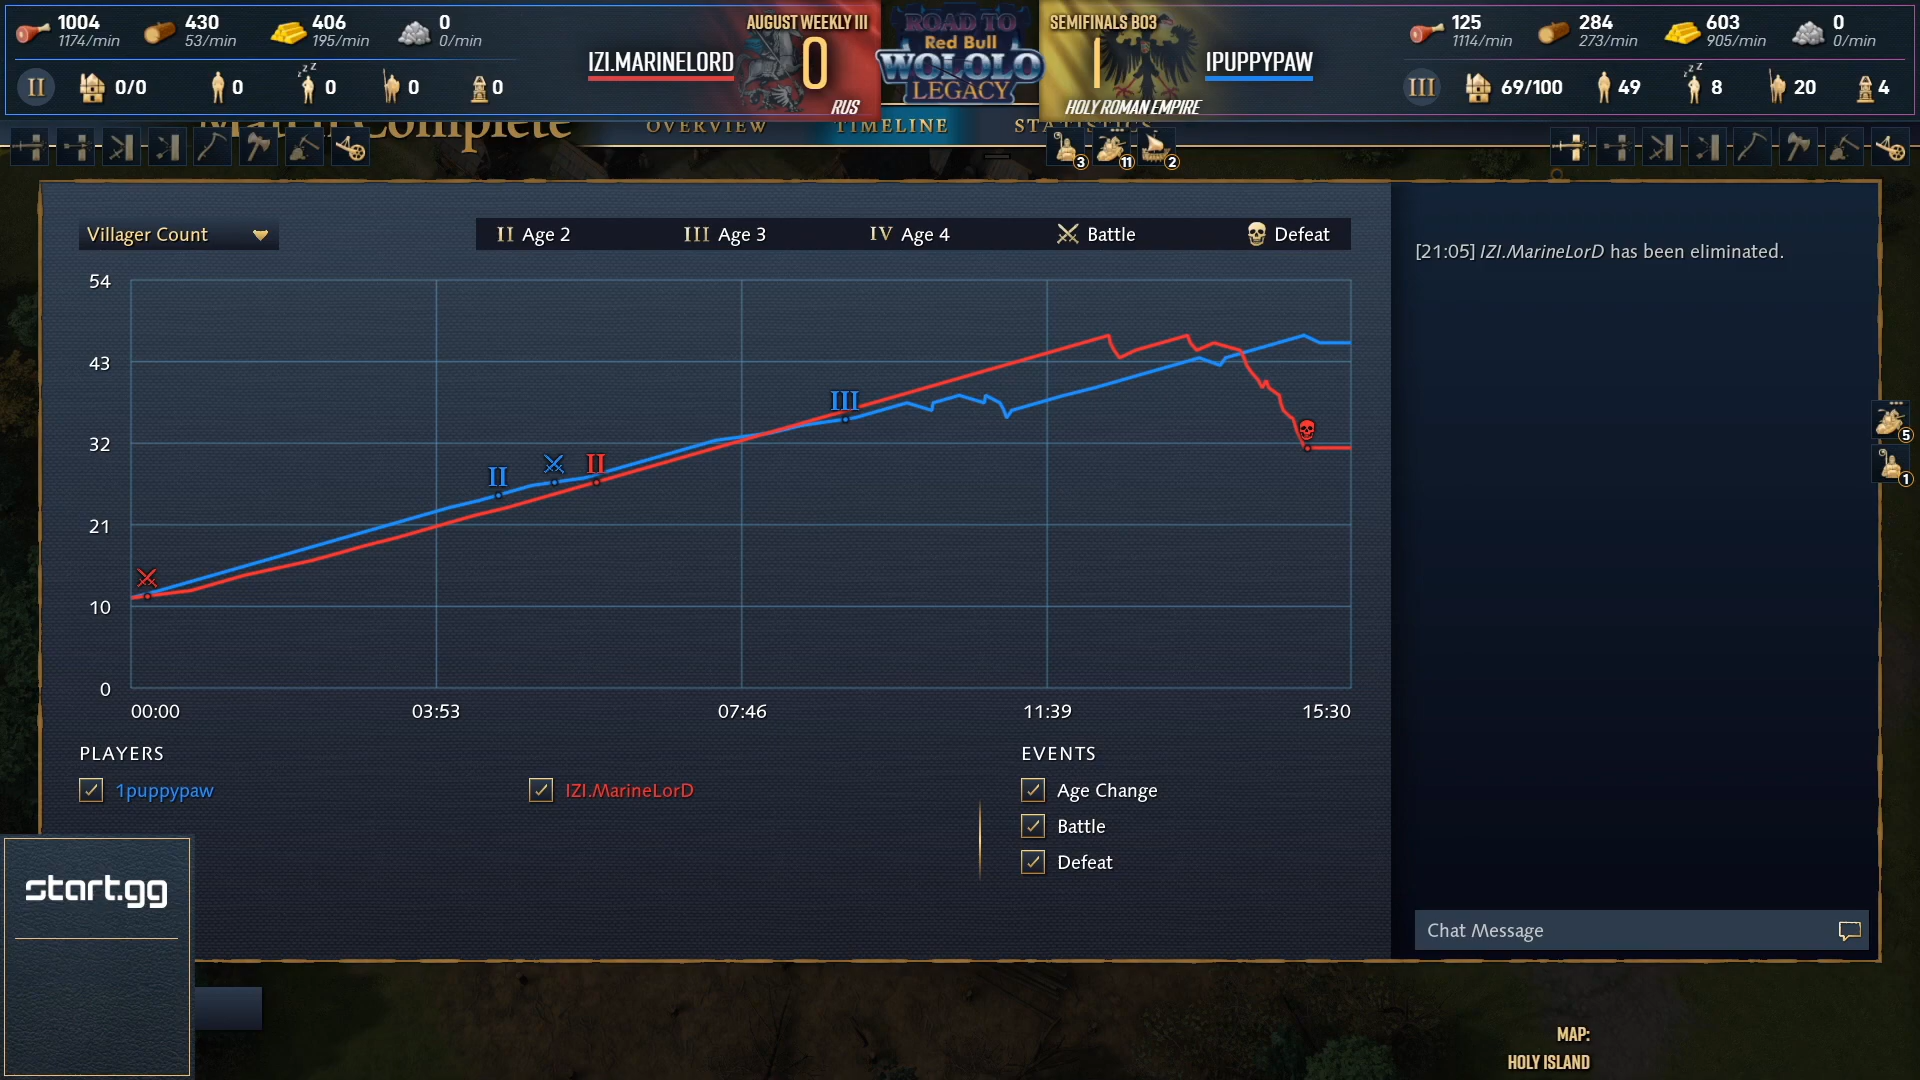 1004
1174/min
430
53/min
406
195/min
0
0/min
II
0/0
0
0
0
0
IZI.MARINELORD
AUGUST WEEKLY III
0
RUS
ROAD TO
Red Bull
WOLOLO
LEGACY
SEMIFINALS BO3
1
HOLY ROMAN EMPIRE
1PUPPYPAW
125
1114/min
284
273/min
603
905/min
0
0/min
III
69/100
49
8
20
4
Match Complete
OVERVIEW
TIMELINE
STATISTICS
3
11
2
Villager Count
II Age 2
III Age 3
IV Age 4
Battle
Defeat
[21:05] IZI.MarineLorD has been eliminated.
54
43
32
21
10
0
II
II
III
00:00
03:53
07:46
11:39
15:30
5
1
PLAYERS
1puppypaw
IZI.MarineLorD
EVENTS
Age Change
Battle
Defeat
start.gg
Chat Message
MAP:
HOLY ISLAND